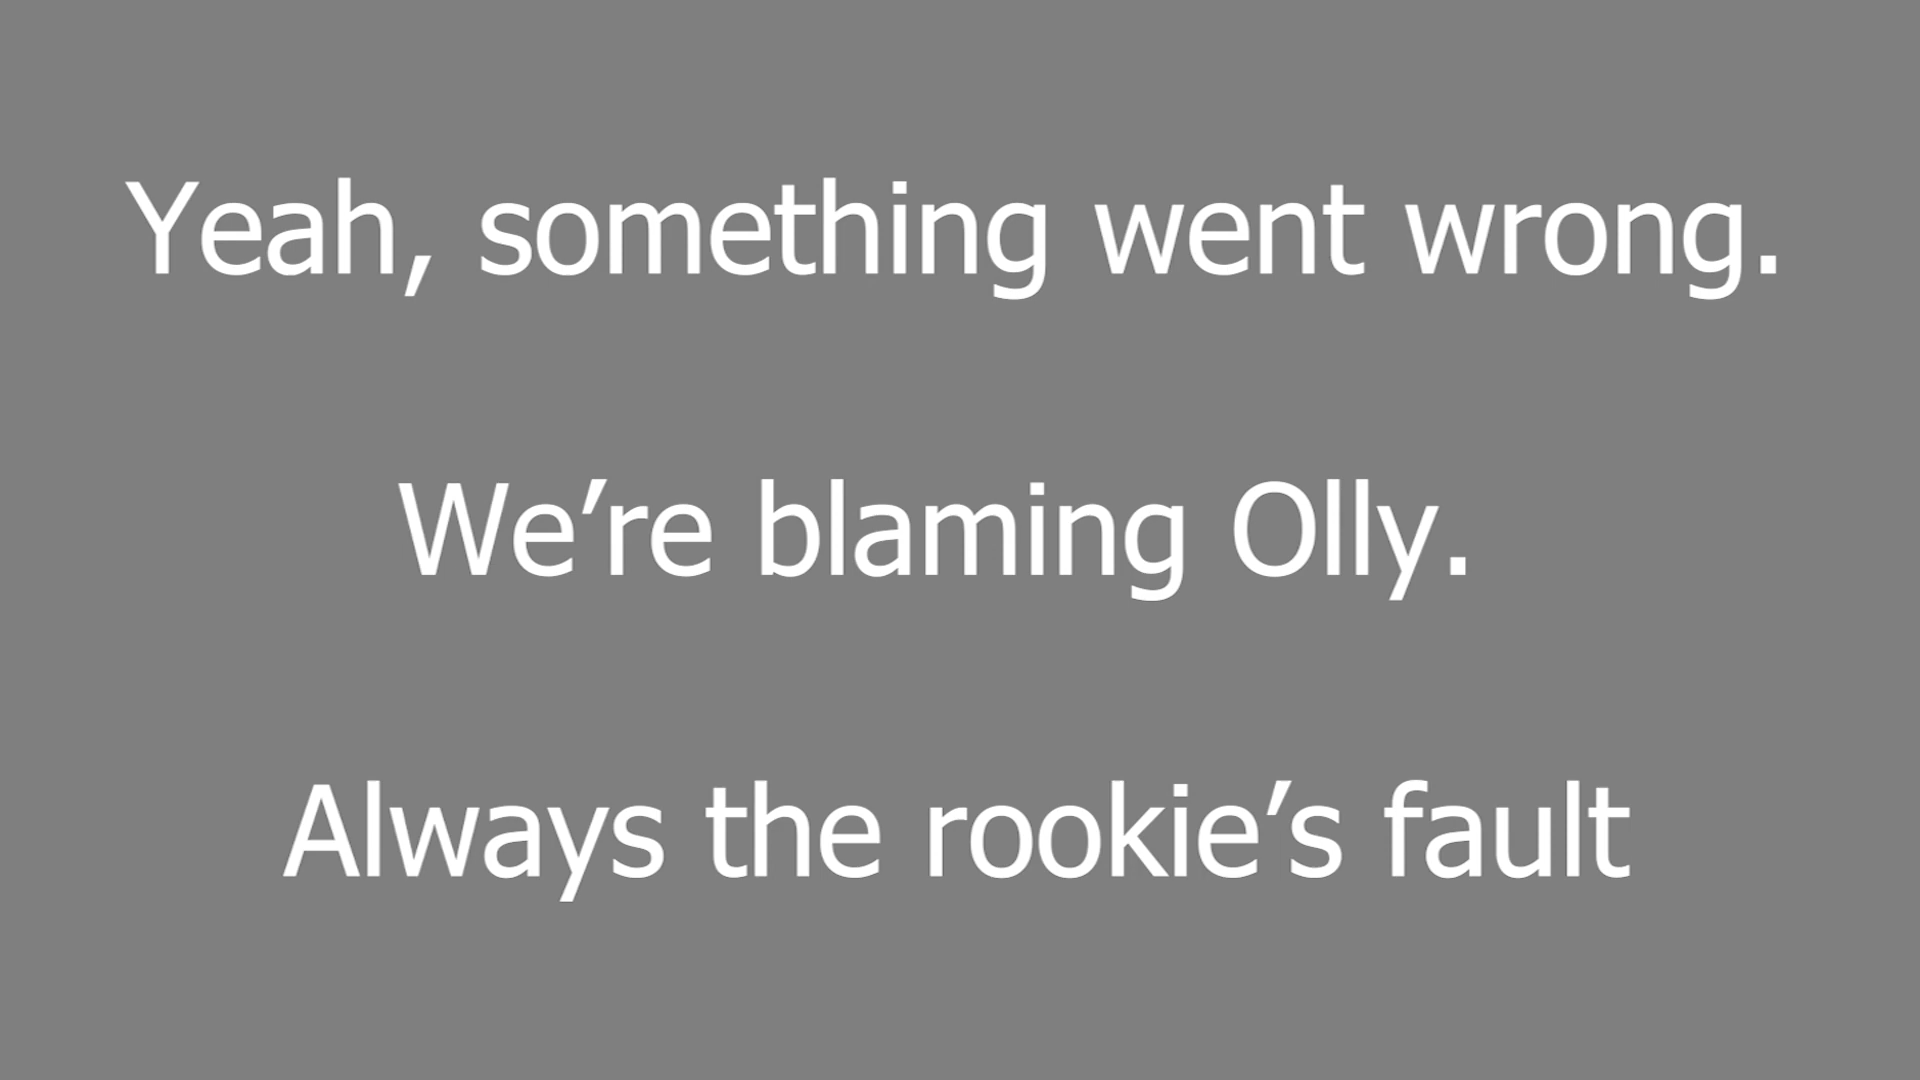 Yeah, something went wrong.
We’re blaming Olly.
Always the rookie’s fault